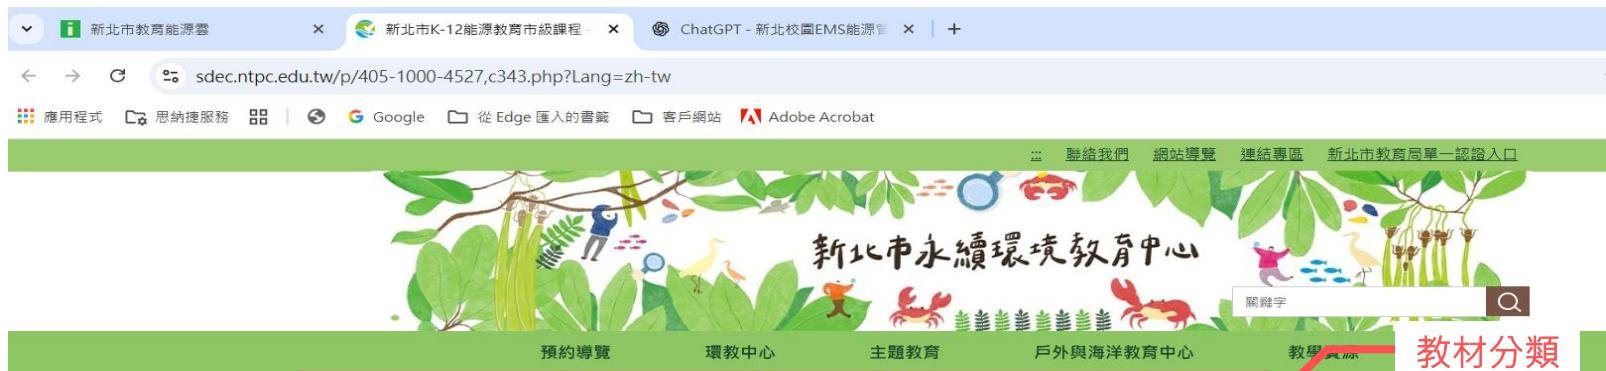 新北市教育能源雲
新北市K-12能源教育市級課程 -
ChatGPT - 新北校園EMS能源管
sdec.ntpc.edu.tw/p/405-1000-4527,c343.php?Lang=zh-tw
應用程式 思納捷服務 Google 從 Edge 匯入的書籤 客戶網站 Adobe Acrobat
::: 聯絡我們 網站導覽 連結專區 新北市教育局單一認證入口
新北市永續環境教育中心
關鍵字
預約導覽 環教中心 主題教育 戶外與海洋教育中心 教學資源
教材分類